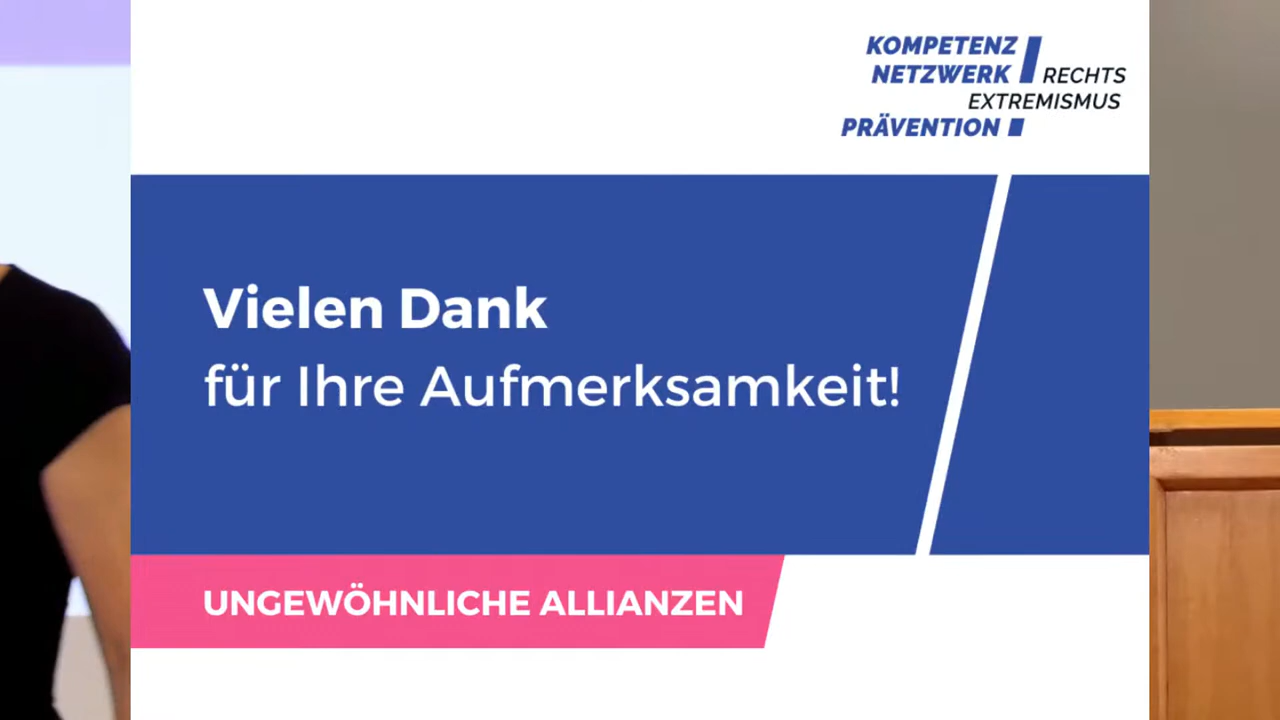 KOMPETENZ
NETZWERK RECHTS
EXTREMISMUS
PRÄVENTION
Vielen Dank
für Ihre Aufmerksamkeit!
UNGEWÖHNLICHE ALLIANZEN